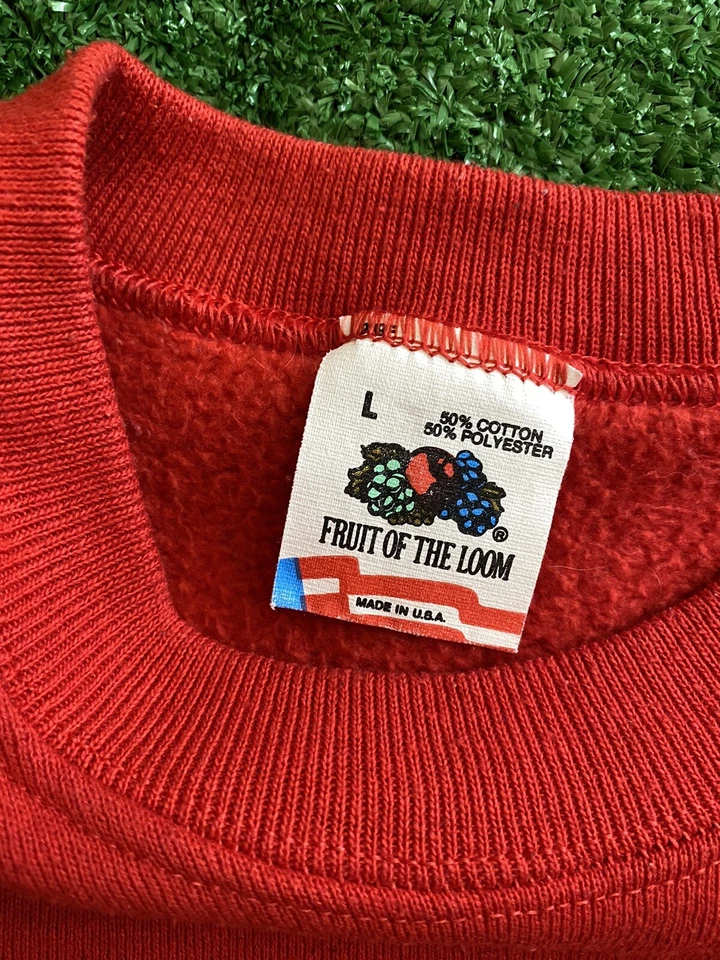 L
50% COTTON
50% POLYESTER
®
FRUIT OF THE LOOM
MADE IN U.S.A.